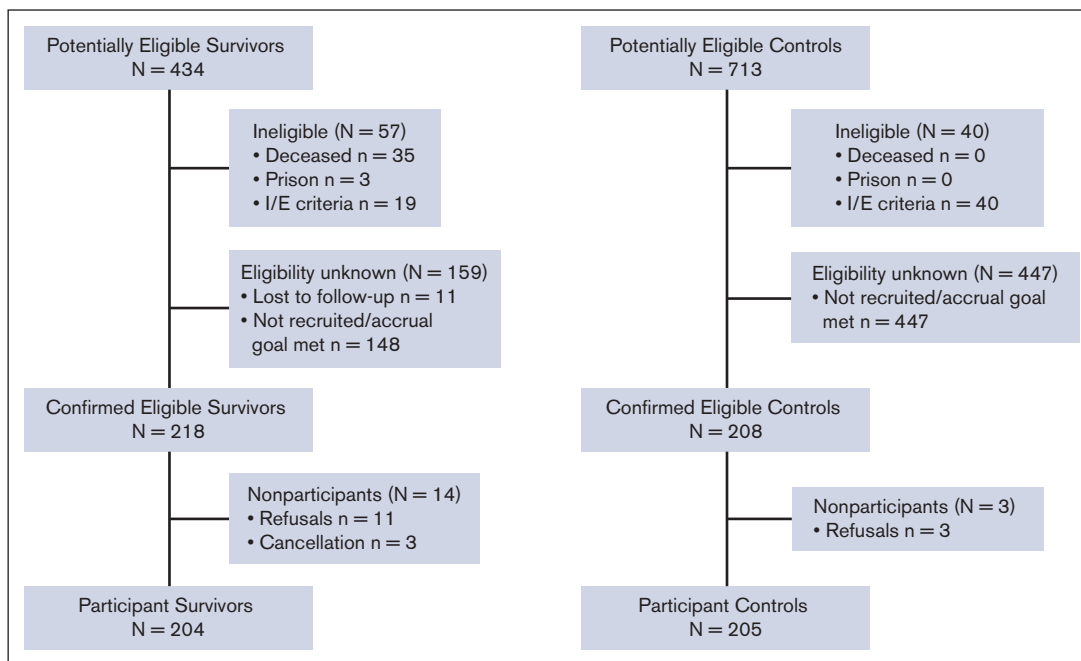 Potentially Eligible Survivors
N = 434
Ineligible (N = 57)
• Deceased n = 35
• Prison n = 3
• I/E criteria n = 19
Eligibility unknown (N = 159)
• Lost to follow-up n = 11
• Not recruited/accrual
goal met n = 148
Confirmed Eligible Survivors
N = 218
Nonparticipants (N = 14)
• Refusals n = 11
• Cancellation n = 3
Participant Survivors
N = 204
Potentially Eligible Controls
N = 713
Ineligible (N = 40)
• Deceased n = 0
• Prison n = 0
• I/E criteria n = 40
Eligibility unknown (N = 447)
• Not recruited/accrual goal
met n = 447
Confirmed Eligible Controls
N = 208
Nonparticipants (N = 3)
• Refusals n = 3
Participant Controls
N = 205